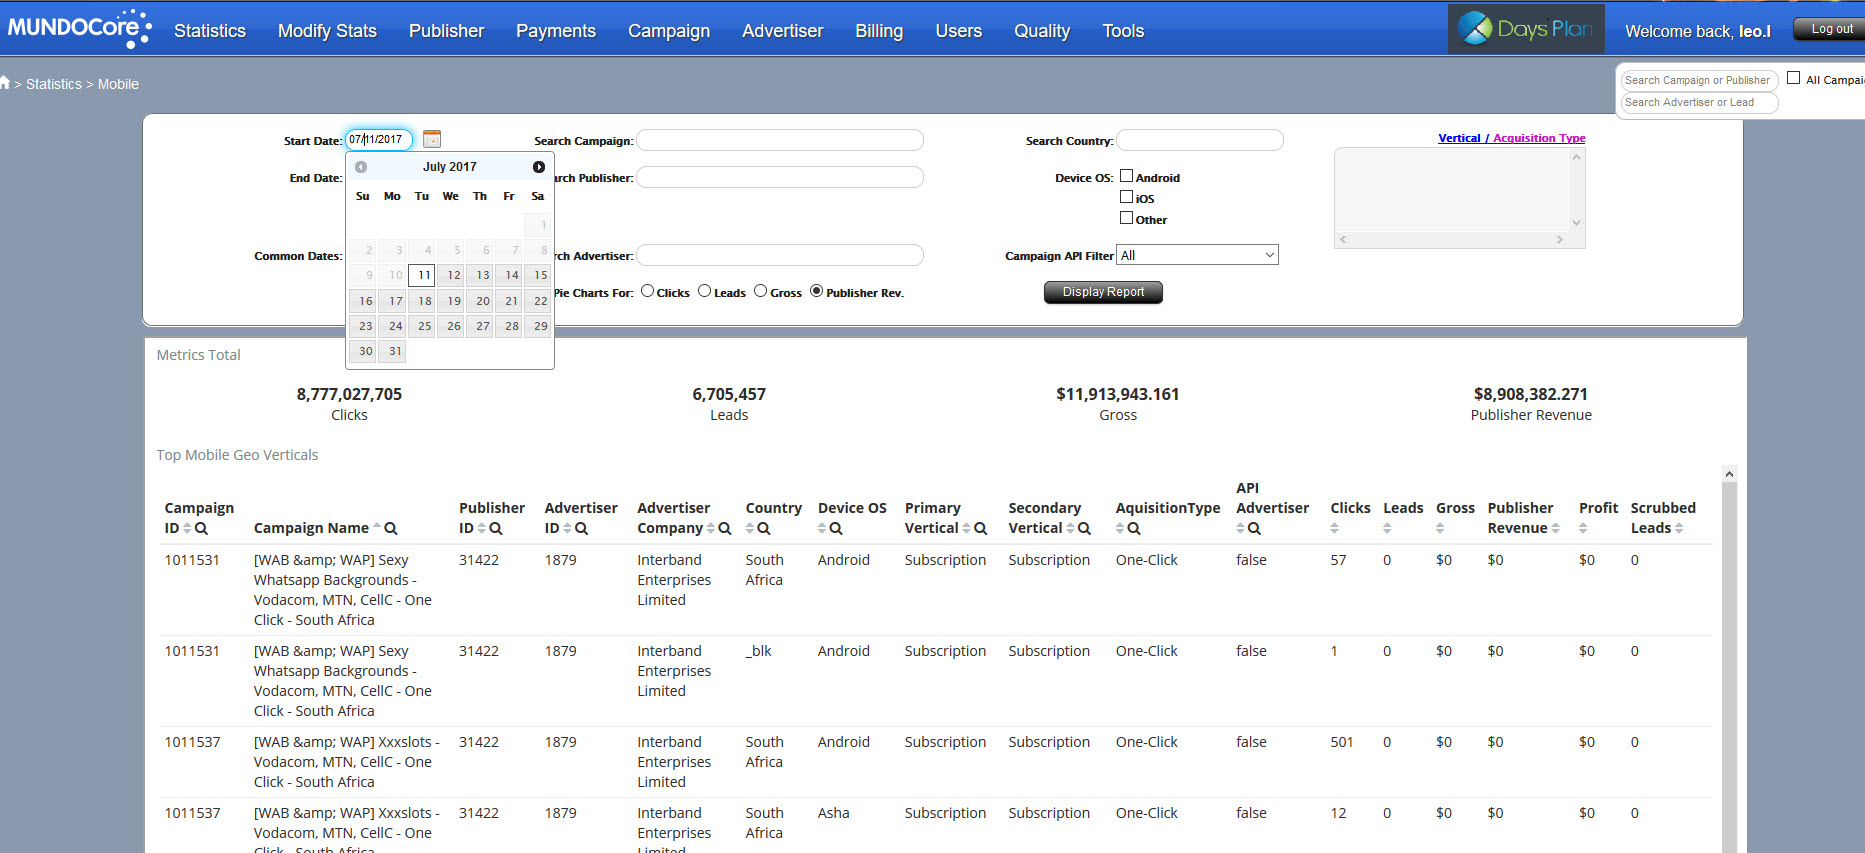 MUNDOCore
Statistics Modify Stats Publisher Payments Campaign Advertiser Billing Users Quality Tools
Days Plan
Welcome back, leo.l
Log out
> Statistics > Mobile
Search Campaign or Publisher
All Campai
Search Advertiser or Lead
Start Date: 07/11/2017
Search Campaign:
Search Country:
Vertical / Acquisition Type
End Date:
arch Publisher:
Device OS: Android
iOS
Other
Common Dates:
ch Advertiser:
Campaign API Filter All
Pie Charts For: Clicks Leads Gross Publisher Rev.
Display Report
July 2017
Su Mo Tu We Th Fr Sa
1
2 3 4 5 6 7 8
9 10 11 12 13 14 15
16 17 18 19 20 21 22
23 24 25 26 27 28 29
30 31
Metrics Total
8,777,027,705 6,705,457 $11,913,943.161 $8,908,382.271
Clicks Leads Gross Publisher Revenue
Top Mobile Geo Verticals
Campaign ID Campaign Name Publisher ID Advertiser ID Advertiser Company Country Device OS Primary Vertical Secondary Vertical AquisitionType API Advertiser Clicks Leads Gross Publisher Revenue Profit Scrubbed Leads
1011531 [WAB &amp; WAP] Sexy 31422 1879 Interband South Android Subscription Subscription One-Click false 57 0 $0 $0 $0 0
Whatsapp Backgrounds - Enterprises Africa
Vodacom, MTN, CellC - One Limited
Click - South Africa
1011531 [WAB &amp; WAP] Sexy 31422 1879 Interband _blk Android Subscription Subscription One-Click false 1 0 $0 $0 $0 0
Whatsapp Backgrounds - Enterprises
Vodacom, MTN, CellC - One Limited
Click - South Africa
1011537 [WAB &amp; WAP] Xxxslots - 31422 1879 Interband South Android Subscription Subscription One-Click false 501 0 $0 $0 $0 0
Vodacom, MTN, CellC - One Enterprises Africa
Click - South Africa Limited
1011537 [WAB &amp; WAP] Xxxslots - 31422 1879 Interband South Asha Subscription Subscription One-Click false 12 0 $0 $0 $0 0
Vodacom, MTN, CellC - One Enterprises Africa
Click - South Africa Limited